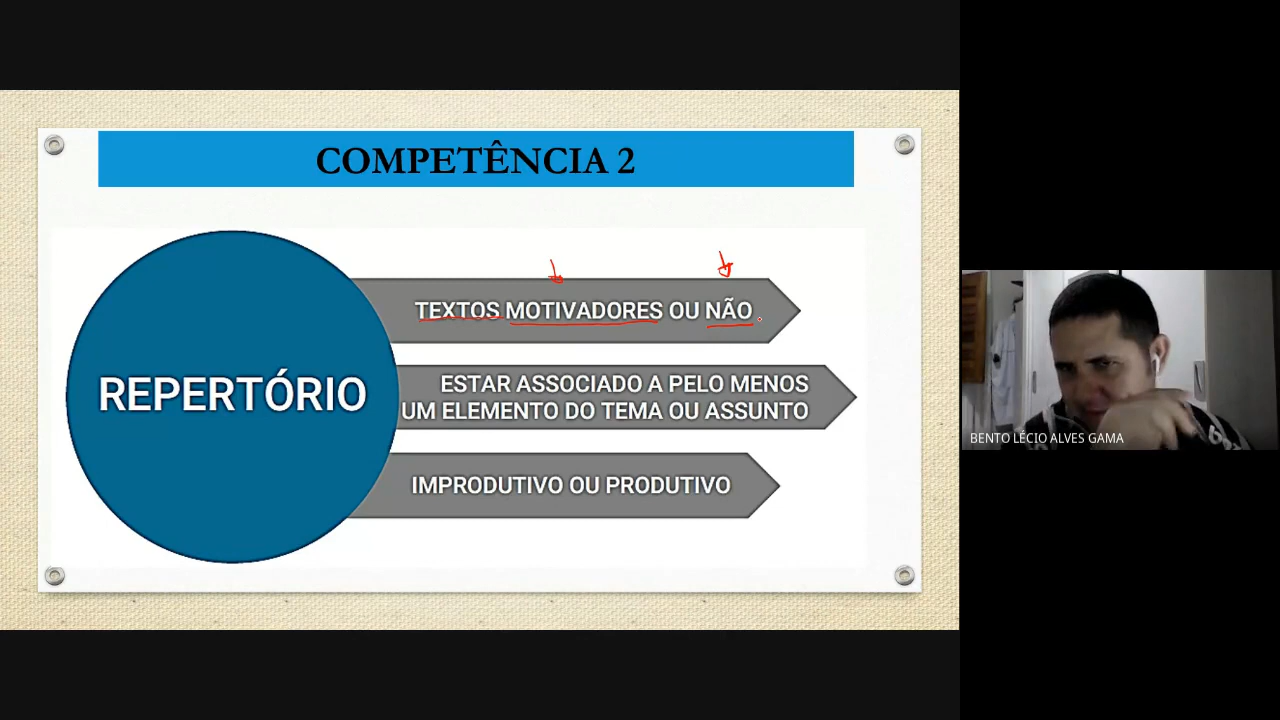 COMPETÊNCIA 2
REPERTÓRIO
TEXTOS MOTIVADORES OU NÃO
ESTAR ASSOCIADO A PELO MENOS
UM ELEMENTO DO TEMA OU ASSUNTO
IMPRODUTIVO OU PRODUTIVO
BENTO LÉCIO ALVES GAMA